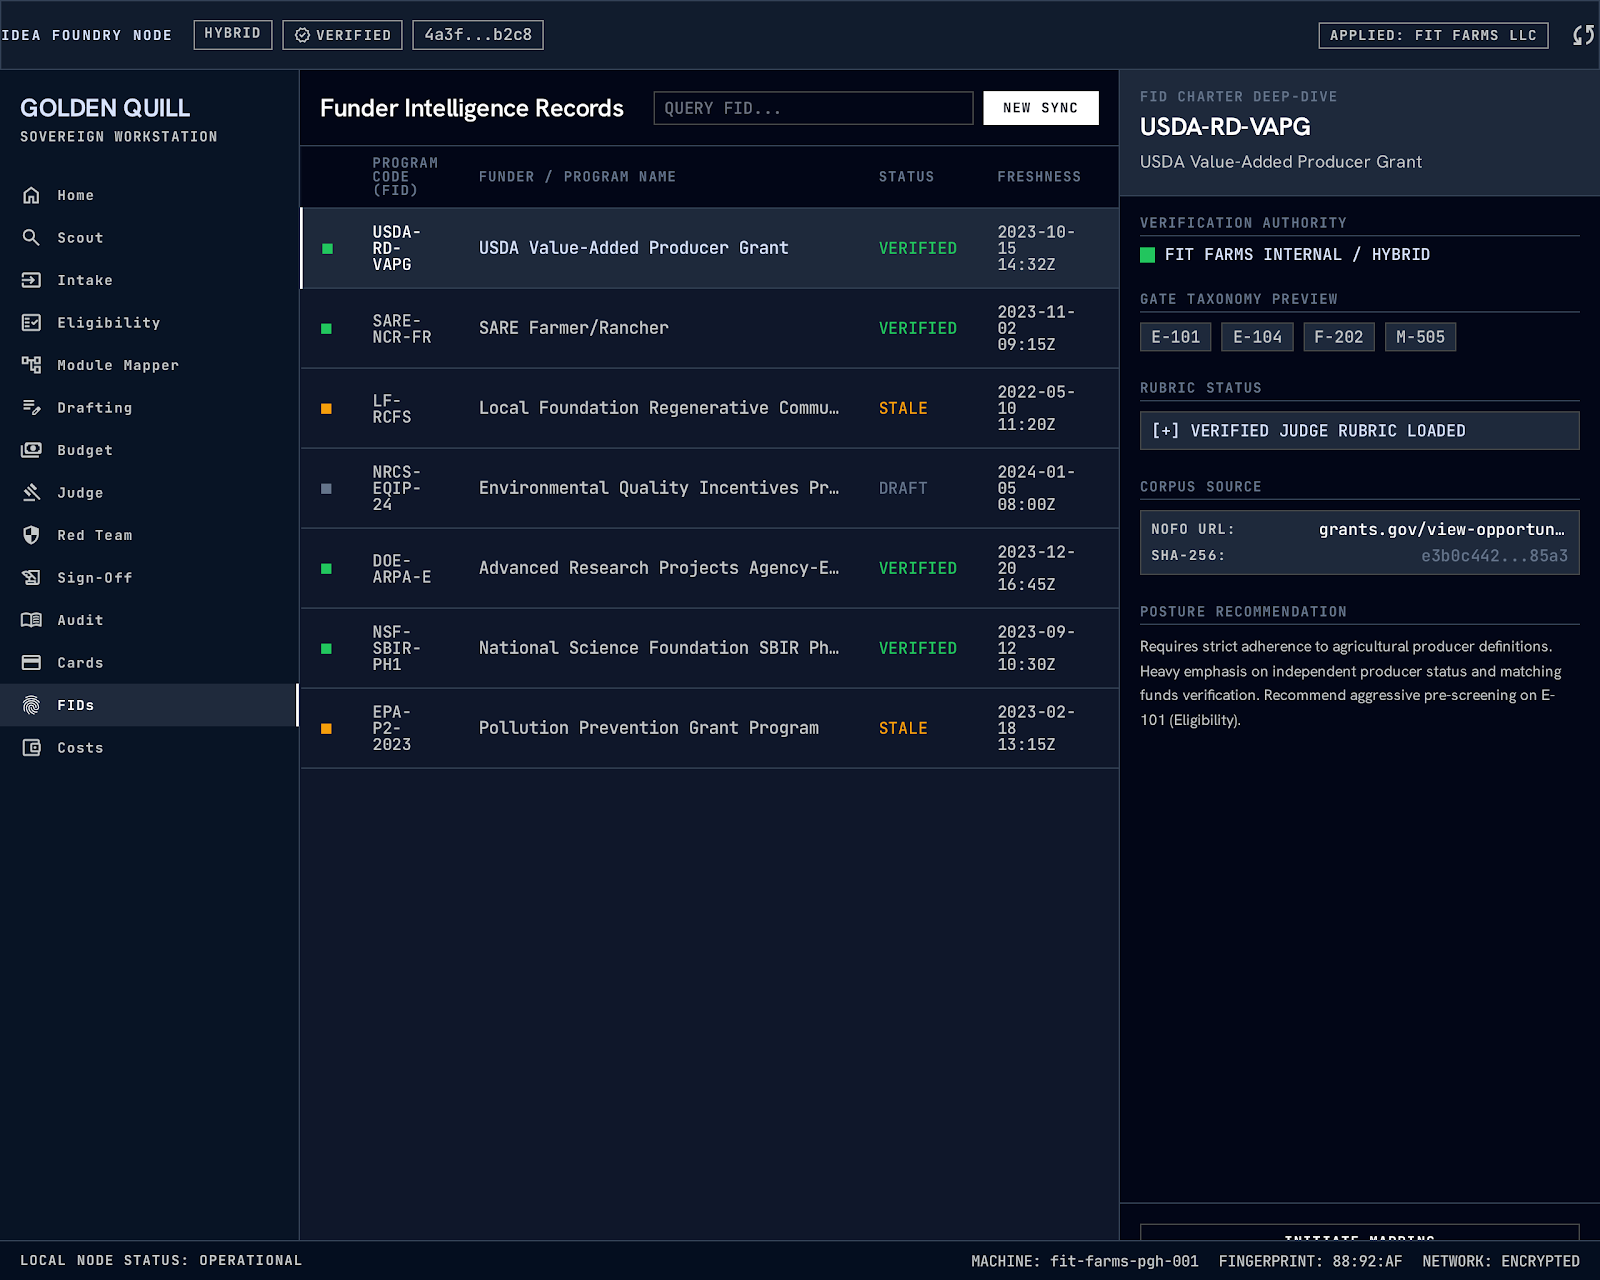 IDEA FOUNDRY NODE
HYBRID
VERIFIED
4a3f...b2c8
APPLIED: FIT FARMS LLC
GOLDEN QUILL
SOVEREIGN WORKSTATION
Home
Scout
Intake
Eligibility
Module Mapper
Drafting
Budget
Judge
Red Team
Sign-Off
Audit
Cards
FIDs
Costs
Funder Intelligence Records
QUERY FID...
NEW SYNC
PROGRAM
CODE
(FID)
FUNDER / PROGRAM NAME
STATUS
FRESHNESS
USDA-
RD-
VAPG
USDA Value-Added Producer Grant
VERIFIED
2023-10-
15
14:32Z
SARE-
NCR-FR
SARE Farmer/Rancher
VERIFIED
2023-11-
02
09:15Z
LF-
RCFS
Local Foundation Regenerative Commu…
STALE
2022-05-
10
11:20Z
NRCS-
EQIP-
24
Environmental Quality Incentives Pr…
DRAFT
2024-01-
05
08:00Z
DOE-
ARPA-E
Advanced Research Projects Agency-E…
VERIFIED
2023-12-
20
16:45Z
NSF-
SBIR-
PH1
National Science Foundation SBIR Ph…
VERIFIED
2023-09-
12
10:30Z
EPA-
P2-
2023
Pollution Prevention Grant Program
STALE
2023-02-
18
13:15Z
FID CHARTER DEEP-DIVE
USDA-RD-VAPG
USDA Value-Added Producer Grant
VERIFICATION AUTHORITY
FIT FARMS INTERNAL / HYBRID
GATE TAXONOMY PREVIEW
E-101
E-104
F-202
M-505
RUBRIC STATUS
[+] VERIFIED JUDGE RUBRIC LOADED
CORPUS SOURCE
NOFO URL:
grants.gov/view-opportun…
SHA-256:
e3b0c442...85a3
POSTURE RECOMMENDATION
Requires strict adherence to agricultural producer definitions.
Heavy emphasis on independent producer status and matching
funds verification. Recommend aggressive pre-screening on E-
101 (Eligibility).
INITIATE MAPPING
LOCAL NODE STATUS: OPERATIONAL
MACHINE: fit-farms-pgh-001
FINGERPRINT: 88:92:AF
NETWORK: ENCRYPTED